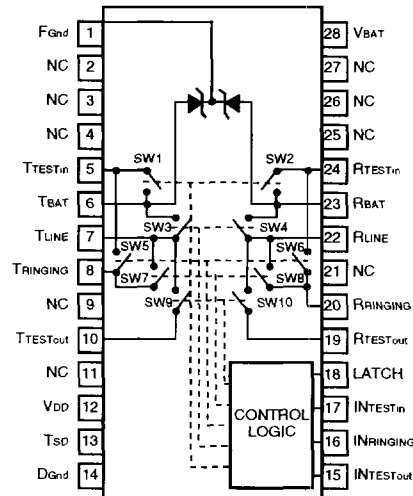 FGnd 1 28 VBAT
NC 2 27 NC
NC 3 26 NC
NC 4 25 NC
SW1 SW2
TTESTin 5 24 RTESTin
TBAT 6 23 RBAT
SW3 SW4
TLINE 7 22 RLINE
SW5 SW6
TRINGING 8 21 NC
SW7 SW8
NC 9 20 RRINGING
SW9 SW10
TTESTout 10 19 RTESTout
NC 11 18 LATCH
VDD 12 17 INTESTin
CONTROL
LOGIC
TSD 13 16 INRINGING
DGnd 14 15 INTESTout